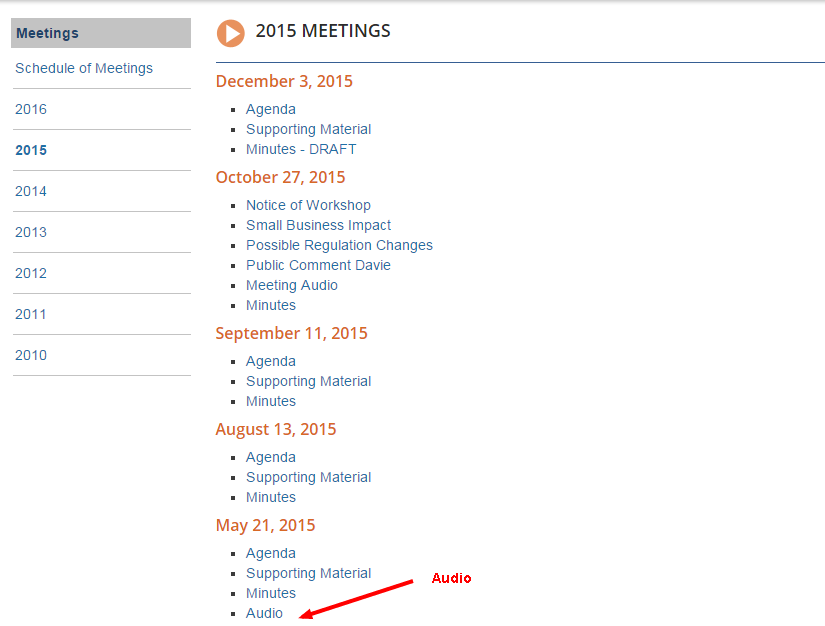 Meetings
Schedule of Meetings
2016
2015
2014
2013
2012
2011
2010
2015 MEETINGS
December 3, 2015
Agenda
Supporting Material
Minutes - DRAFT
October 27, 2015
Notice of Workshop
Small Business Impact
Possible Regulation Changes
Public Comment Davie
Meeting Audio
Minutes
September 11, 2015
Agenda
Supporting Material
Minutes
August 13, 2015
Agenda
Supporting Material
Minutes
May 21, 2015
Agenda
Supporting Material
Minutes
Audio
Audio